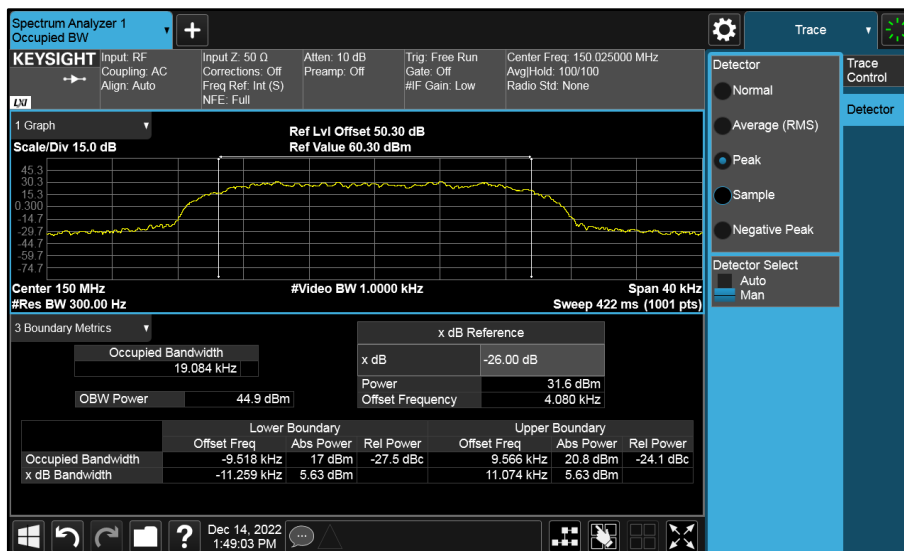 Spectrum Analyzer 1
Occupied BW
+
Trace
KEYSIGHT
LXI
Input: RF
Coupling: AC
Align: Auto
Input Z: 50 Ω
Corrections: Off
Freq Ref: Int (S)
NFE: Full
Atten: 10 dB
Preamp: Off
Trig: Free Run
Gate: Off
#IF Gain: Low
Center Freq: 150.025000 MHz
Avg|Hold: 100/100
Radio Std: None
1 Graph
Scale/Div 15.0 dB
Ref Lvl Offset 50.30 dB
Ref Value 60.30 dBm
45.3
30.3
15.3
0.300
-14.7
-29.7
-44.7
-59.7
-74.7
Center 150 MHz
#Video BW 1.0000 kHz
Span 40 kHz
#Res BW 300.00 Hz
Sweep 422 ms (1001 pts)
3 Boundary Metrics
Occupied Bandwidth
19.084 kHz
OBW Power 44.9 dBm
x dB Reference
x dB -26.00 dB
Power 31.6 dBm
Offset Frequency 4.080 kHz
Lower Boundary Upper Boundary
Offset Freq Abs Power Rel Power Offset Freq Abs Power Rel Power
Occupied Bandwidth -9.518 kHz 17 dBm -27.5 dBc 9.566 kHz 20.8 dBm -24.1 dBc
x dB Bandwidth -11.259 kHz 5.63 dBm 11.074 kHz 5.63 dBm
Detector
Normal
Average (RMS)
Peak
Sample
Negative Peak
Detector Select
Auto
Man
Trace
Control
Detector
?
Dec 14, 2022
1:49:03 PM